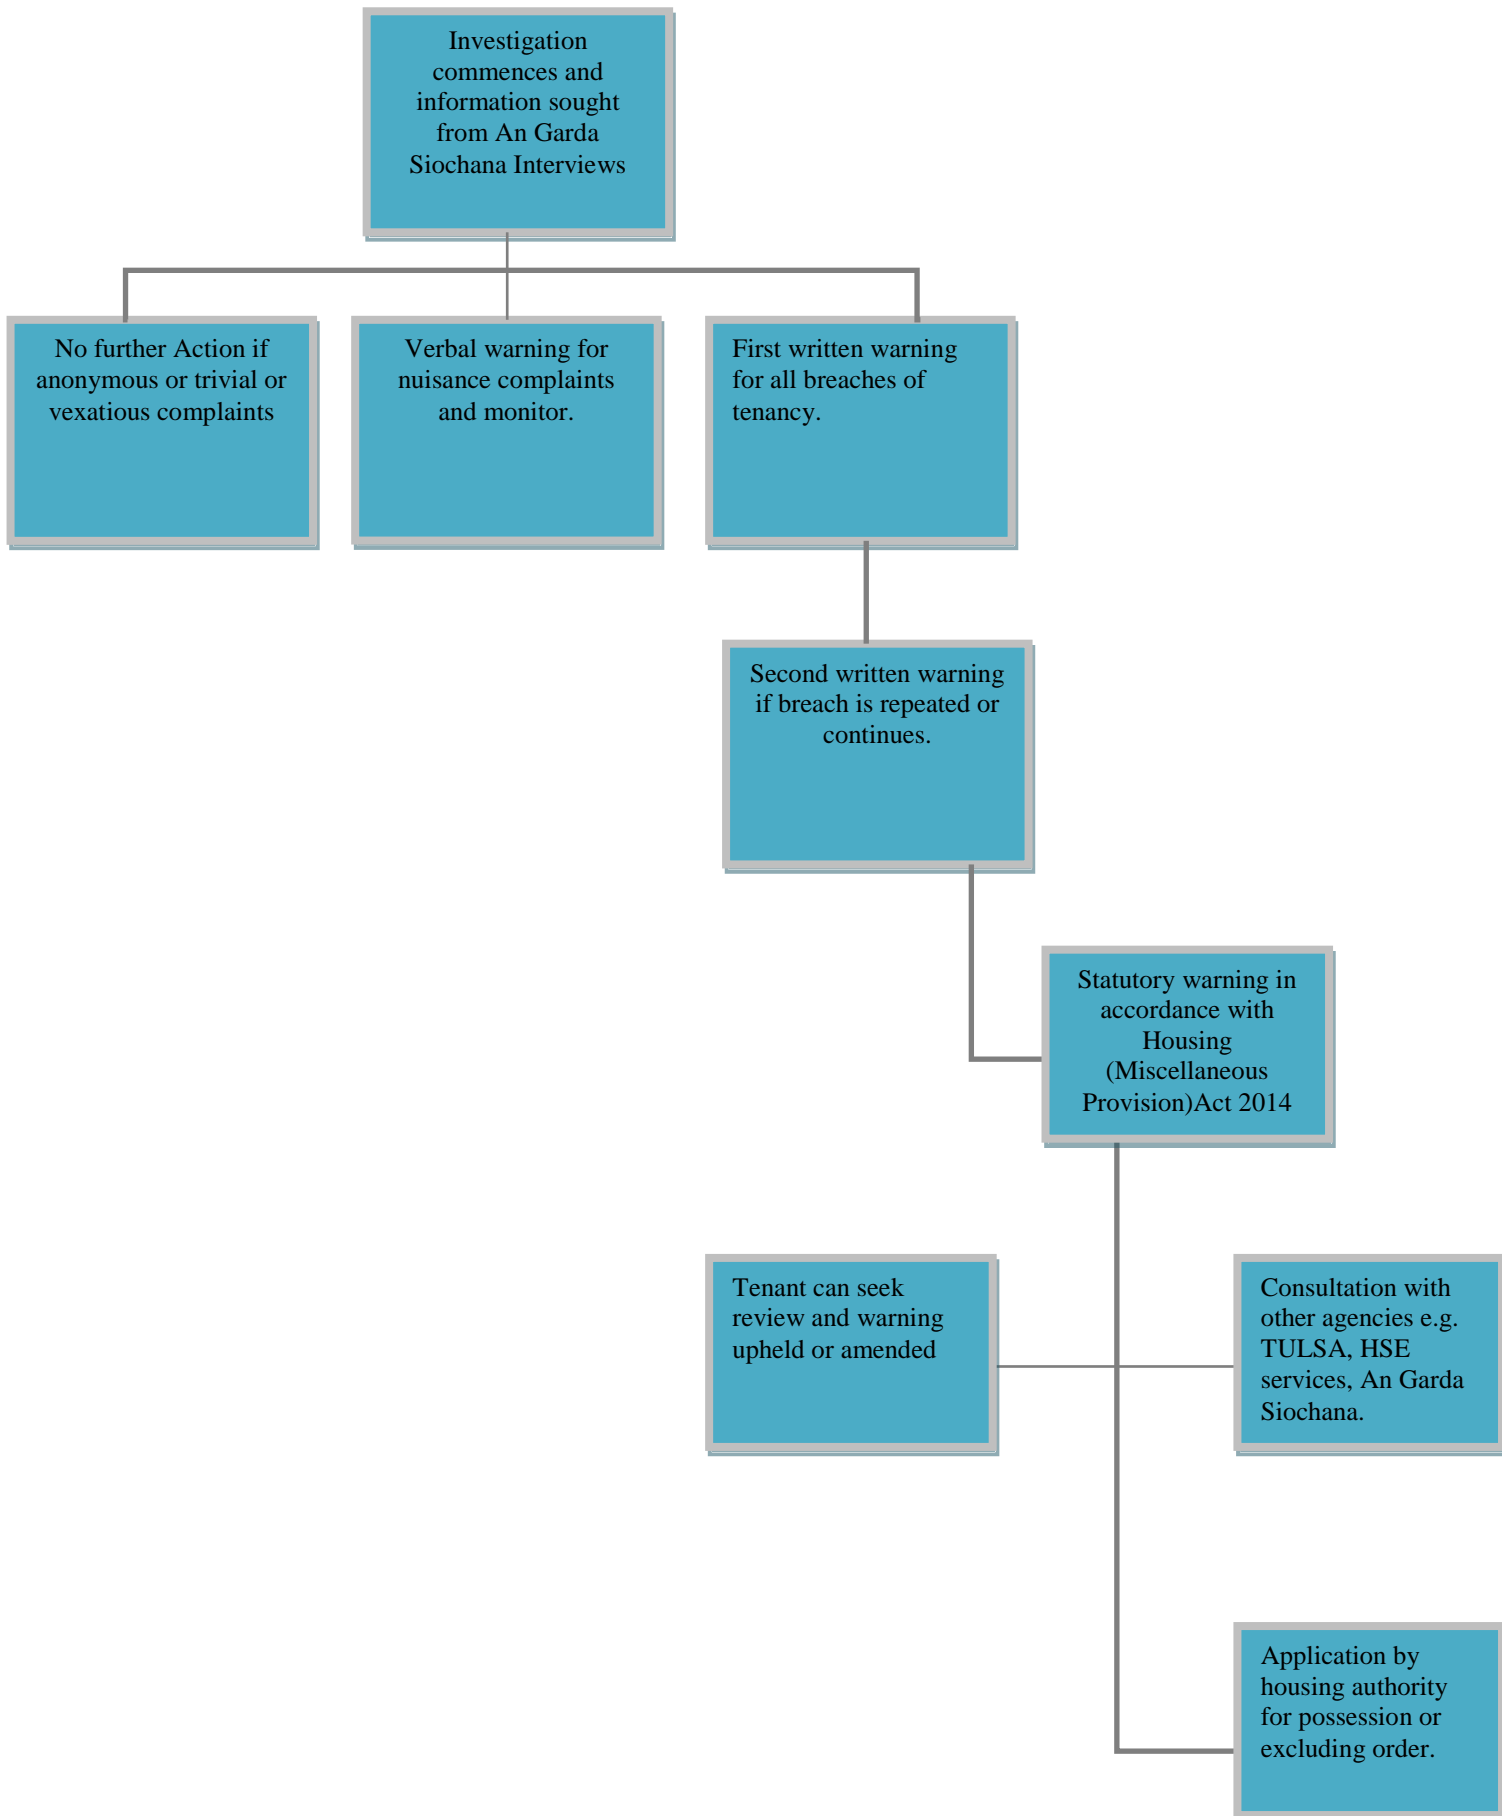 Investigation
commences and
information sought
from An Garda
Siochana Interviews
No further Action if
anonymous or trivial or
vexatious complaints
Verbal warning for
nuisance complaints
and monitor.
First written warning
for all breaches of
tenancy.
Second written warning
if breach is repeated or
continues.
Statutory warning in
accordance with
Housing
(Miscellaneous
Provision)Act 2014
Tenant can seek
review and warning
upheld or amended
Consultation with
other agencies e.g.
TULSA, HSE
services, An Garda
Siochana.
Application by
housing authority
for possession or
excluding order.